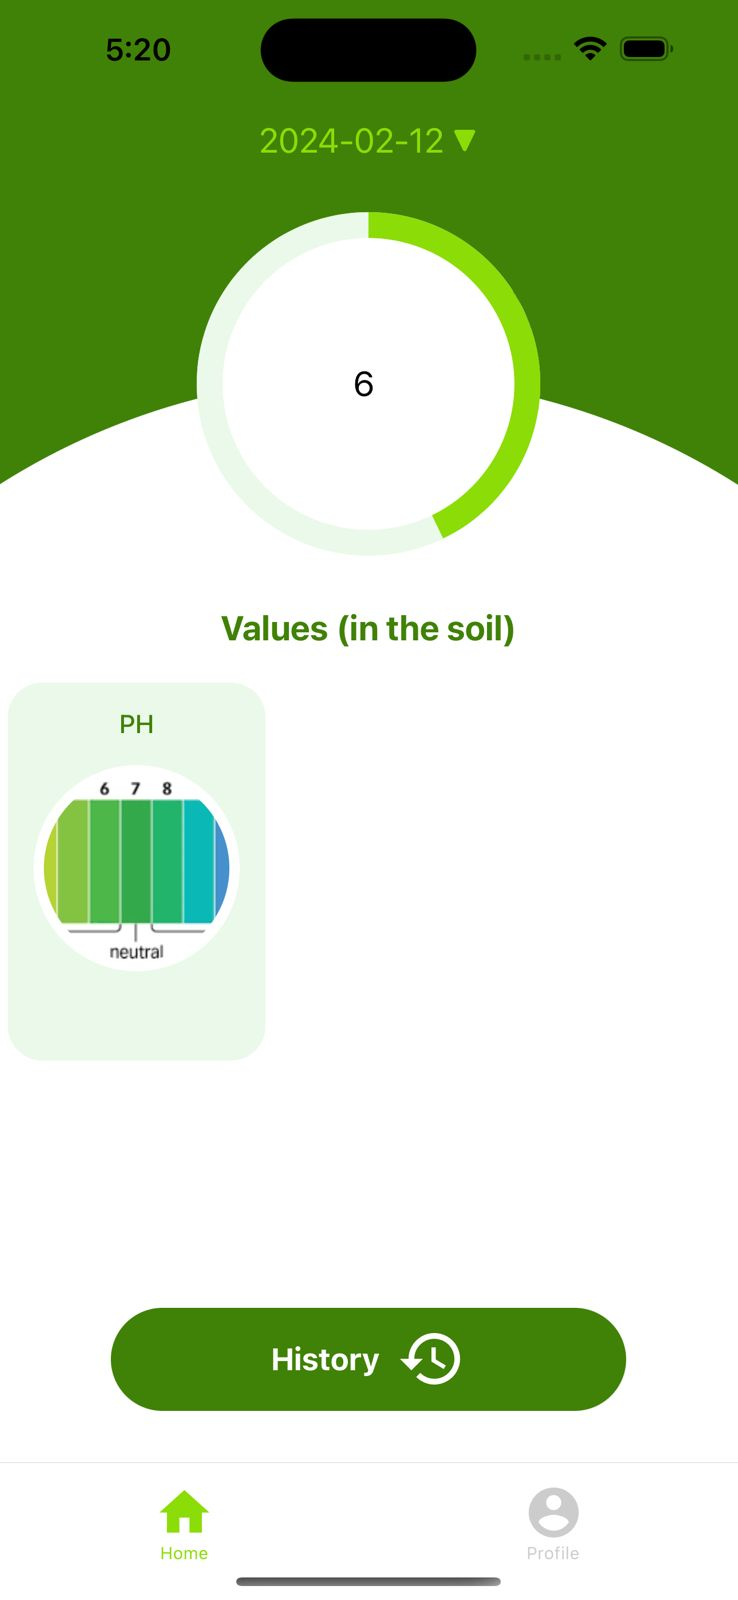 5:20
2024-02-12 ▼
6
Values (in the soil)
PH
6 7 8
neutral
History
Home
Profile